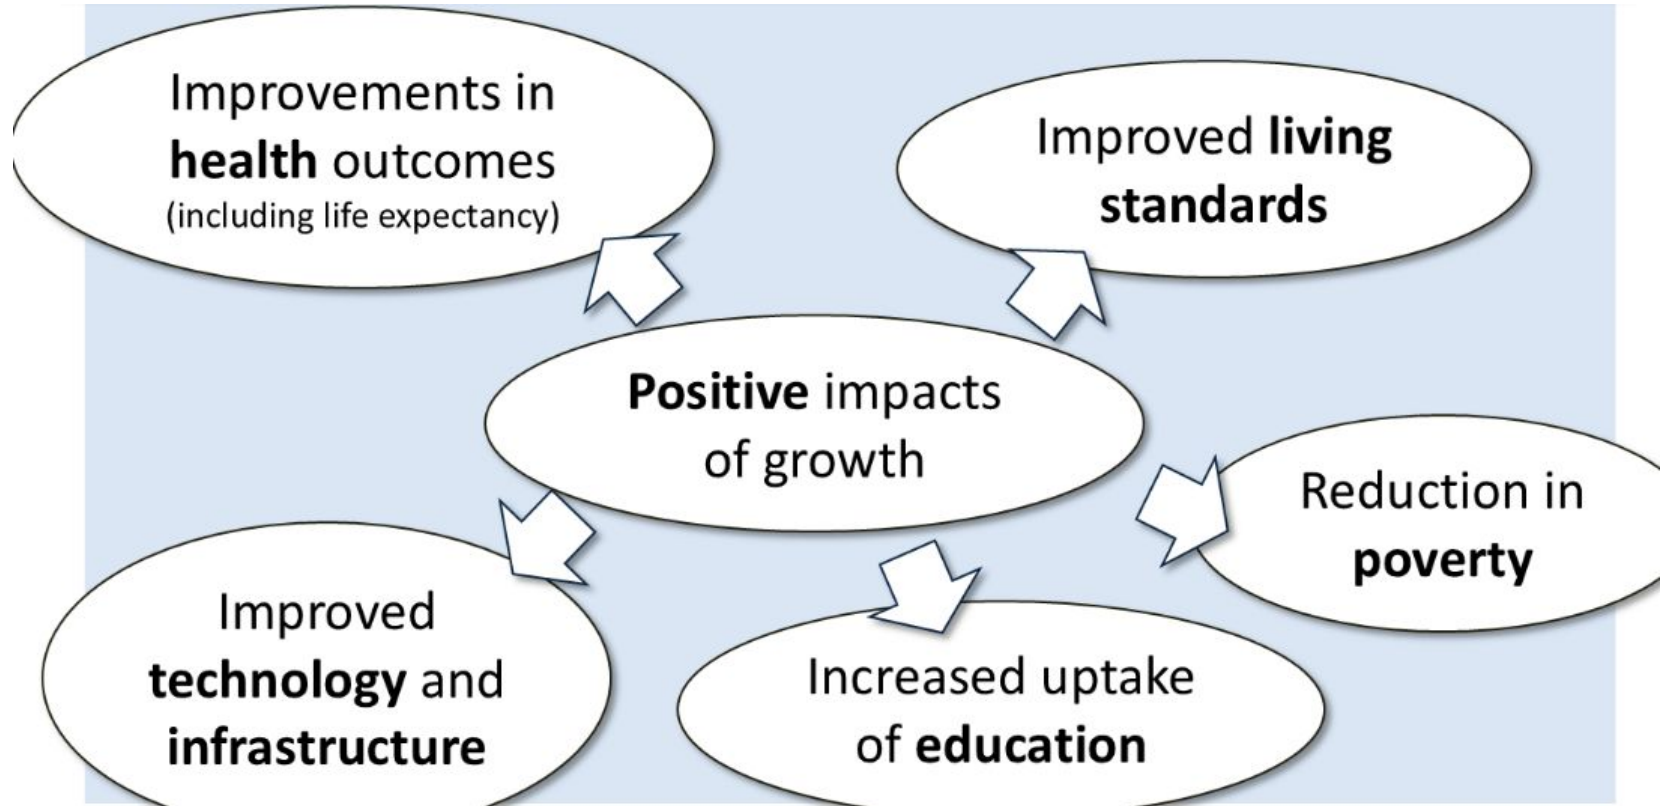 Improvements in
health outcomes
(including life expectancy)
Improved living
standards
Positive impacts
of growth
Reduction in
poverty
Improved
technology and
infrastructure
Increased uptake
of education